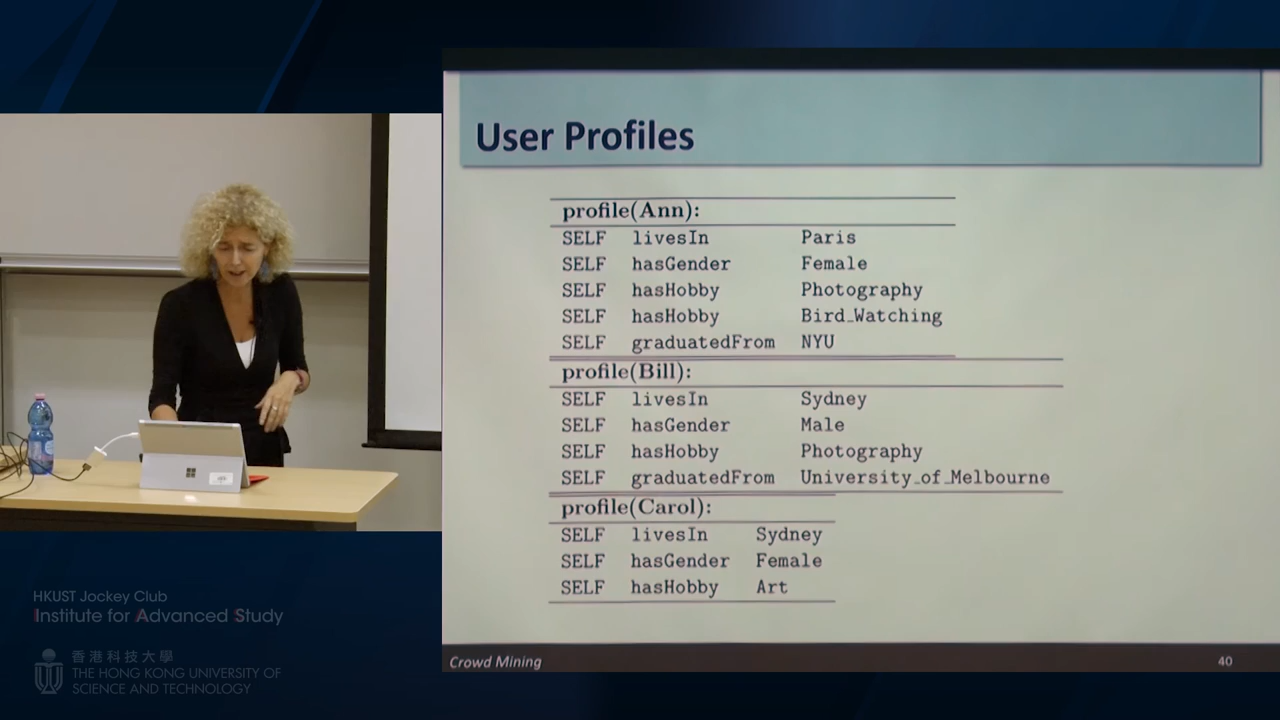 User Profiles
profile(Ann):
SELF livesIn Paris
SELF hasGender Female
SELF hasHobby Photography
SELF hasHobby Bird_Watching
SELF graduatedFrom NYU
profile(Bill):
SELF livesIn Sydney
SELF hasGender Male
SELF hasHobby Photography
SELF graduatedFrom University_of_Melbourne
profile(Carol):
SELF livesIn Sydney
SELF hasGender Female
SELF hasHobby Art
Crowd Mining 40
HKUST Jockey Club
Institute for Advanced Study
香港科技大學
THE HONG KONG UNIVERSITY OF
SCIENCE AND TECHNOLOGY